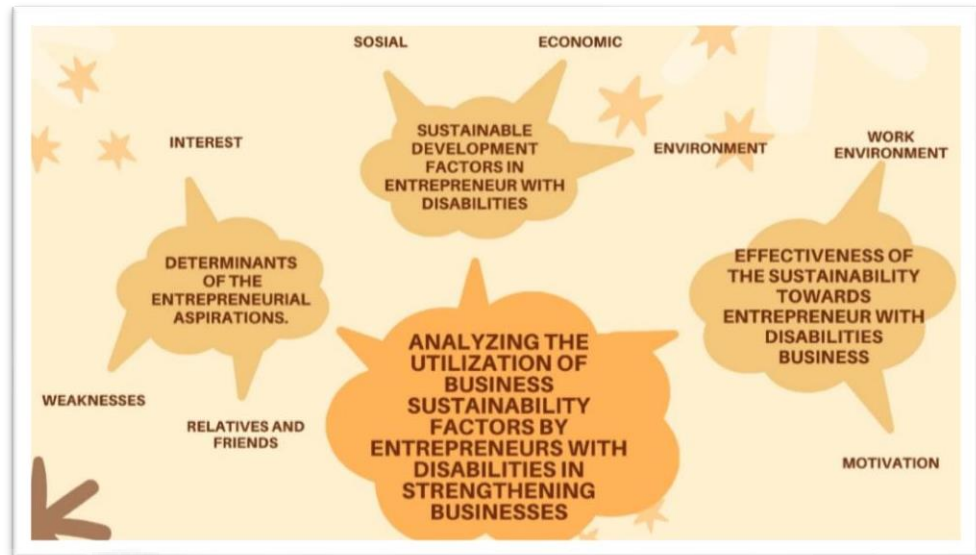 SOSIAL
ECONOMIC
ENVIRONMENT
SUSTAINABLE
DEVELOPMENT
FACTORS IN
ENTREPRENEUR WITH
DISABILITIES
INTEREST
DETERMINANTS
OF THE
ENTREPRENEURIAL
ASPIRATIONS.
WEAKNESSES
RELATIVES AND
FRIENDS
WORK
ENVIRONMENT
EFFECTIVENESS OF
THE SUSTAINABILITY
TOWARDS
ENTREPRENEUR WITH
DISABILITIES
BUSINESS
MOTIVATION
ANALYZING THE
UTILIZATION OF
BUSINESS
SUSTAINABILITY
FACTORS BY
ENTREPRENEURS WITH
DISABILITIES IN
STRENGTHENING
BUSINESSES